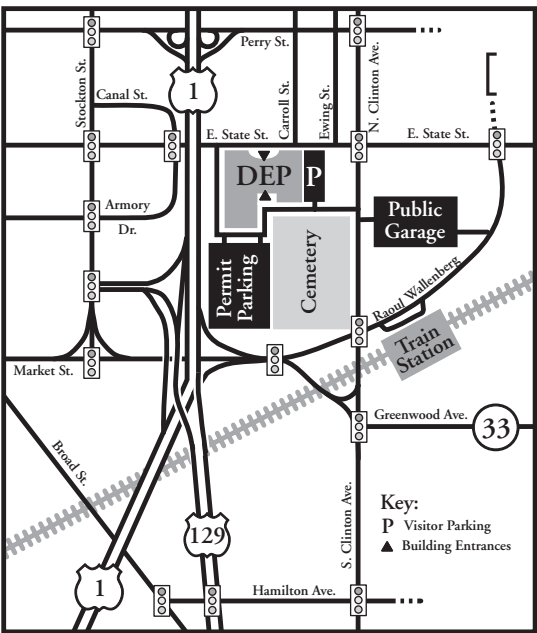 Perry St.
Stockton St.
1
Canal St.
Carroll St.
Ewing St.
N. Clinton Ave.
E. State St.
E. State St.
DEP
P
Armory
Dr.
Public
Garage
Permit
Parking
Cemetery
Raoul Wallenberg
Train
Station
Market St.
Greenwood Ave.
33
Broad St.
S. Clinton Ave.
Key:
P Visitor Parking
Building Entrances
129
1
Hamilton Ave.